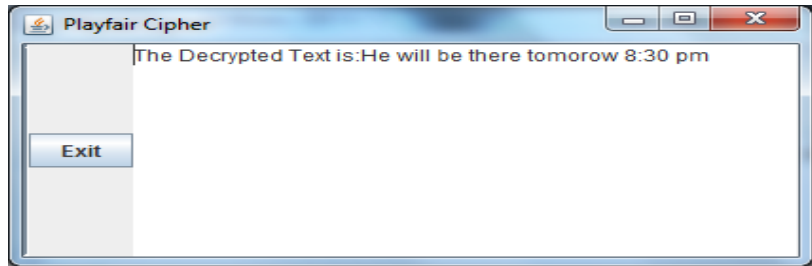 Playfair Cipher
The Decrypted Text is:He will be there tomorow 8:30 pm
Exit